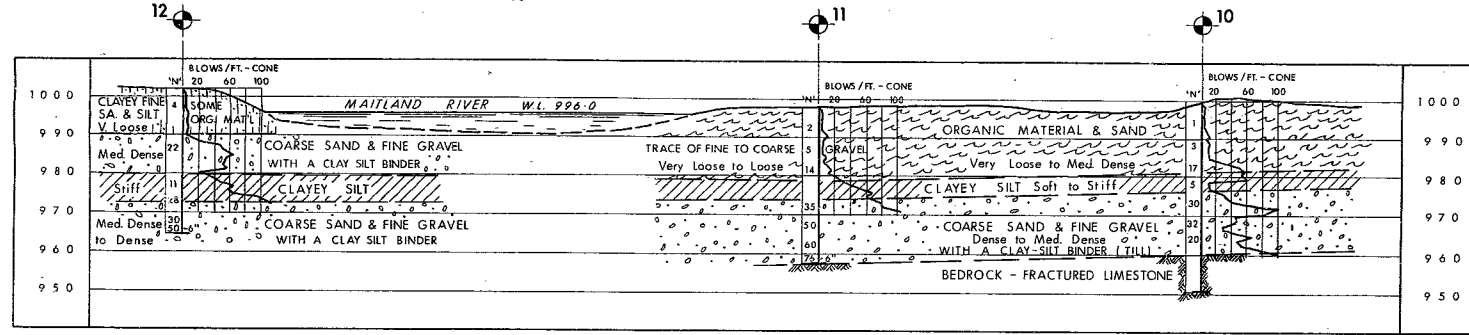 12
11
10
BLOWS/FT. - CONE
'N' 20 60 100
BLOWS/FT. - CONE
'N' 20 60 100
BLOWS/FT. - CONE
'N' 20 60 100
1000
990
980
970
960
950
CLAYEY FINE
SA. & SILT
V. Loose
4
1
SOME
ORG. MAT'L
MAITLAND RIVER W.L. 996.0
Med. Dense
22
COARSE SAND & FINE GRAVEL
WITH A CLAY SILT BINDER
Stiff
11
28
CLAYEY SILT
Med. Dense
to Dense
30
50 6"
COARSE SAND & FINE GRAVEL
WITH A CLAY SILT BINDER
2
5
14
35
50
60
76 6"
ORGANIC MATERIAL & SAND
TRACE OF FINE TO COARSE GRAVEL
Very Loose to Loose
Very Loose to Med. Dense
CLAYEY SILT Soft to Stiff
COARSE SAND & FINE GRAVEL
Dense to Med. Dense
WITH A CLAY-SILT BINDER (TILL)
BEDROCK - FRACTURED LIMESTONE
1
3
17
5
30
32
20
1000
990
980
970
960
950